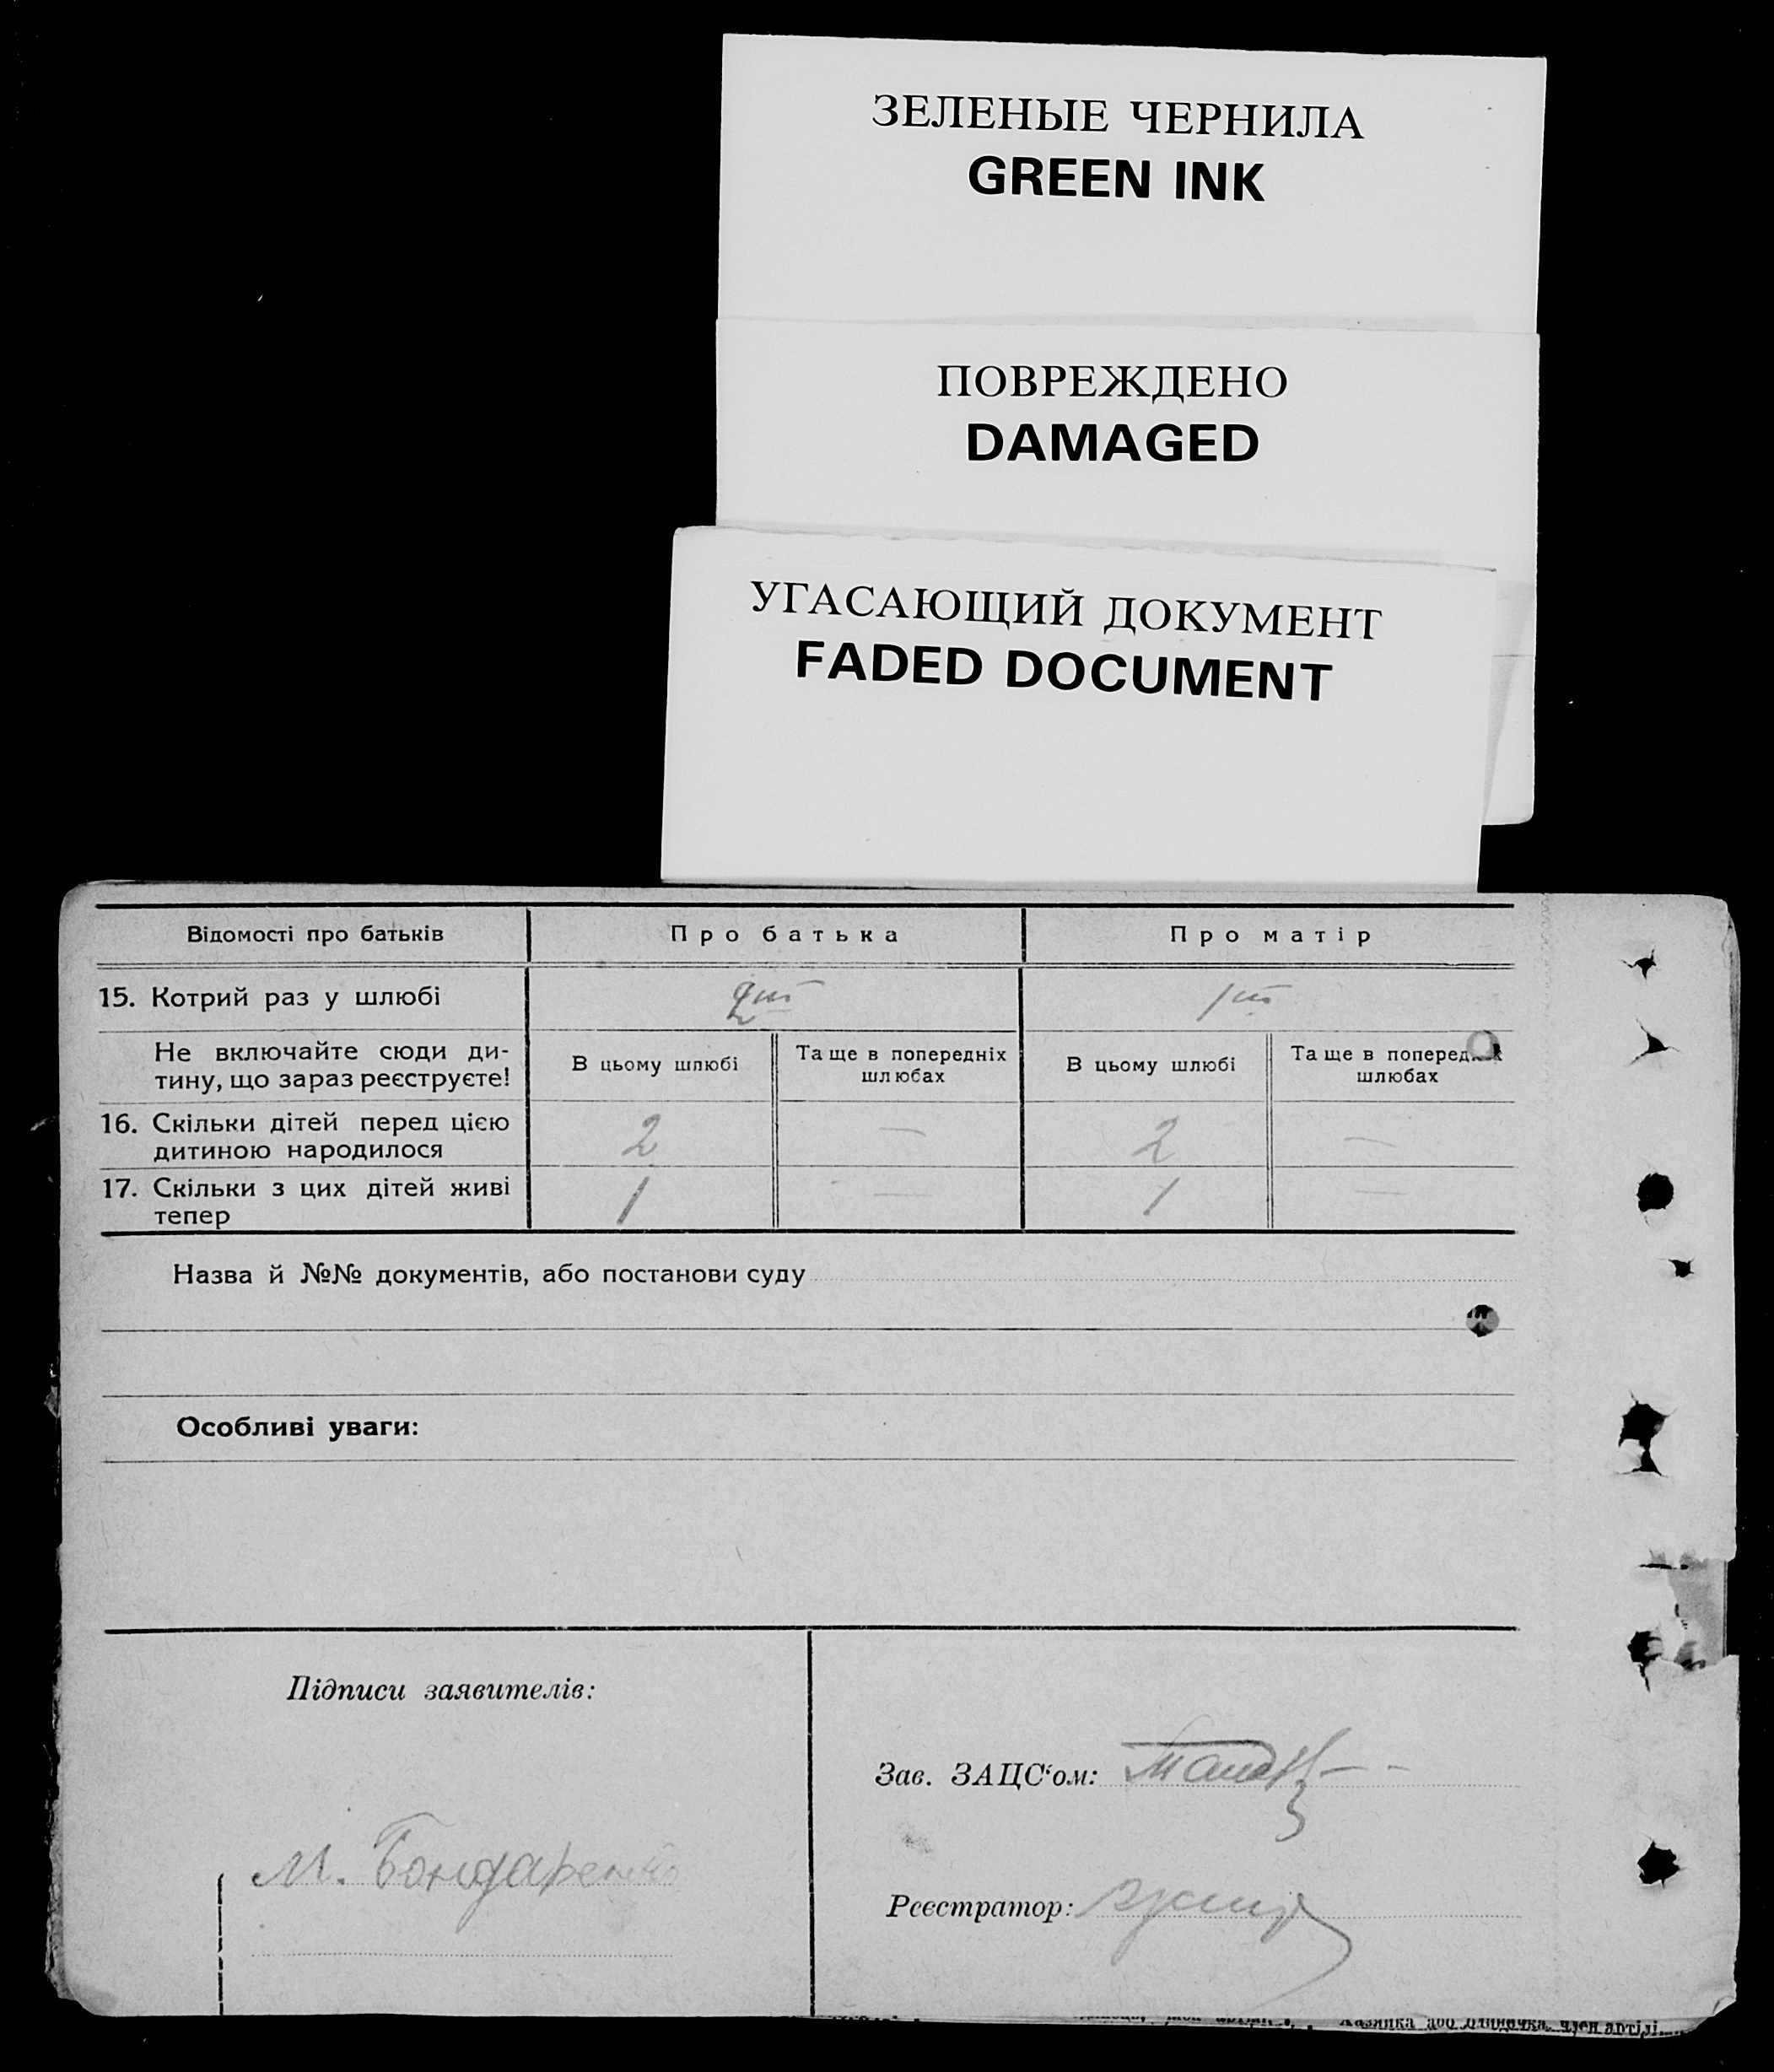 ЗЕЛЕНЫЕ ЧЕРНИЛА
GREEN INK
ПОВРЕЖДЕНО
DAMAGED
УГАСАЮЩИЙ ДОКУМЕНТ
FADED DOCUMENT
Відомості про батьків Про батька Про матір
15. Котрий раз у шлюбі
Не включайте сюди ди-
тину, що зараз реєструєте!
В цьому шлюбі
Та ще в попередніх
шлюбах
В цьому шлюбі
Та ще в
шлюбах
16. Скільки дітей перед цією
дитиною народилося
2 — 2 —
17. Скільки з цих дітей живі
тепер
1 — 1 —
Назва й №№ документів, або постанови суду
Особливі уваги:
Підписи заявителів:
М. Бондаренко
Зав. ЗАЦС‘ом:
Реєстратор: